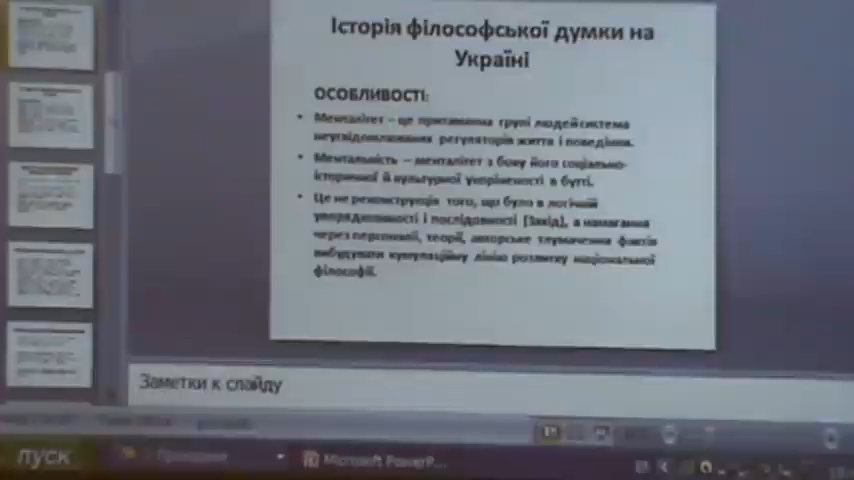 Історія філософської думки на
Україні
ОСОБЛИВОСТІ:
Менталітет – це притаманна групі людей система
неусвідомлюваних регуляторів життя і поведінки.
Ментальність – менталітет з боку його соціально-
історичної й культурної укоріненості в бутті.
Це не реконструкція того, що було в логічній
упорядкованості і послідовності (Захід), а намагання
через персоналії, теорії, авторське тлумачення фактів
вибудувати кумуляційну лінію розвитку національної
філософії.
Заметки к слайду
пуск
Microsoft PowerP...